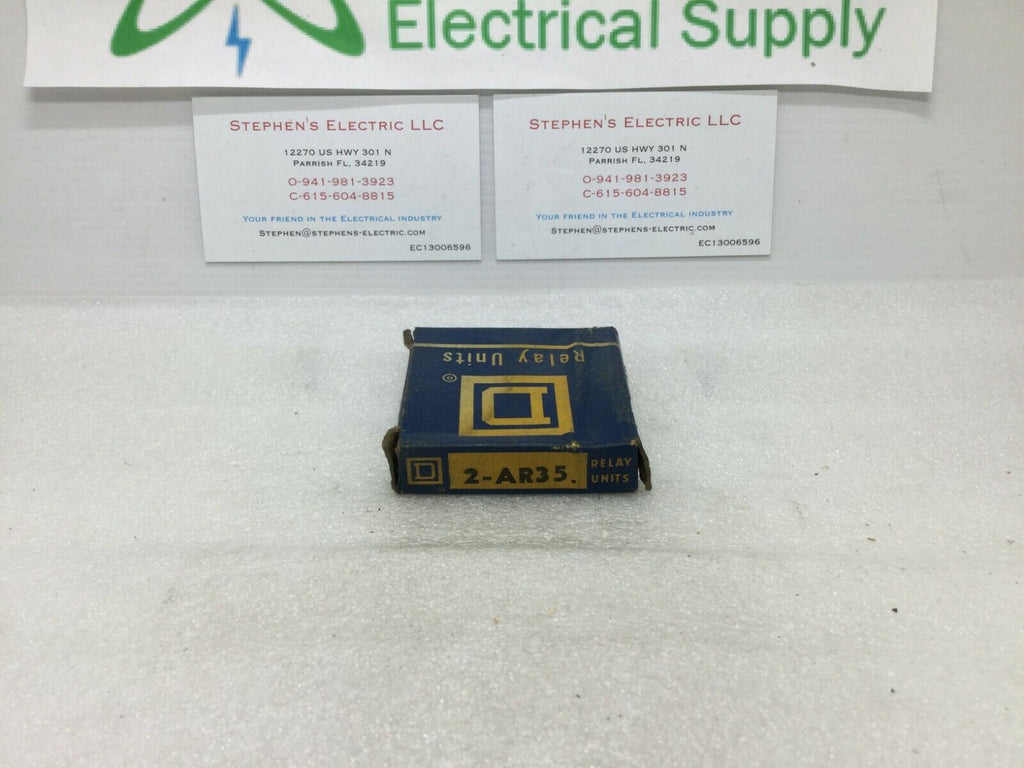 Electrical Supply
STEPHEN'S ELECTRIC LLC
12270 US HWY 301 N
PARRISH FL, 34219
O-941-981-3923
C-615-604-8815
YOUR FRIEND IN THE ELECTRICAL INDUSTRY
STEPHEN@STEPHENS-ELECTRIC.COM
EC13006596
STEPHEN'S ELECTRIC LLC
12270 US HWY 301 N
PARRISH FL, 34219
O-941-981-3923
C-615-604-8815
YOUR FRIEND IN THE ELECTRICAL INDUSTRY
STEPHEN@STEPHENS-ELECTRIC.COM
EC13006596
Relay Units
D
®
D
2-AR35.
RELAY
UNITS